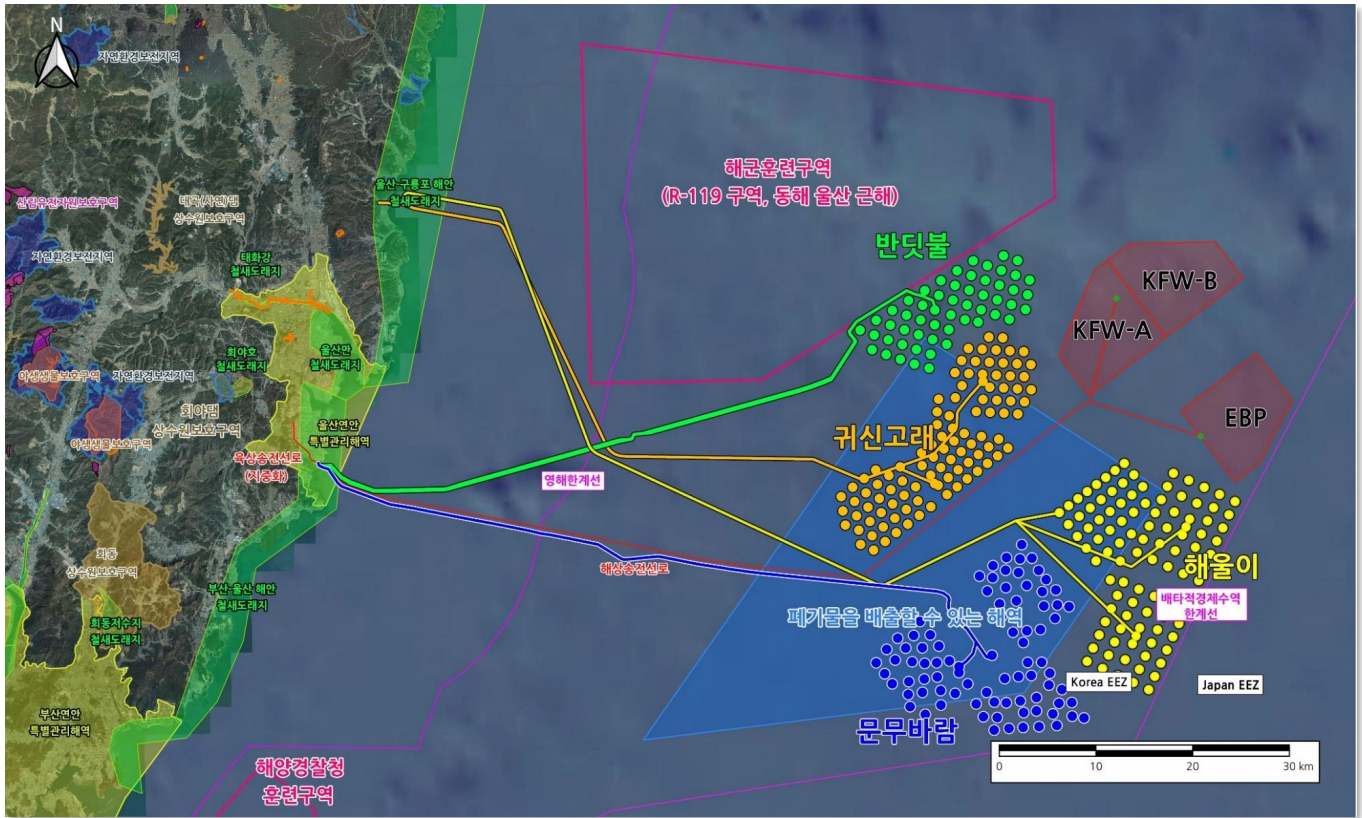 N
자연환경보전지역
해군훈련구역
(R-119 구역, 동해 울산 근해)
산림유전자원보호구역
대곡(사연)댐
상수원보호구역
울산-구룡포 해안
철새도래지
반딧불
자연환경보전지역
태화강
철새도래지
KFW-B
KFW-A
회야호
철새도래지
울산만
철새도래지
야생생물보호구역
자연환경보전지역
회야댐
상수원보호구역
EBP
야생생물보호구역
울산연안
특별관리해역
귀신고래
육상송전선로
(지중화)
영해한계선
회동
상수원보호구역
해상송전선로
해울이
부산-울산 해안
철새도래지
배타적경제수역
한계선
폐기물을 배출할 수 있는 해역
회동저수지
철새도래지
Korea EEZ
Japan EEZ
부산연안
특별관리해역
문무바람
해양경찰청
훈련구역
0 10 20 30 km